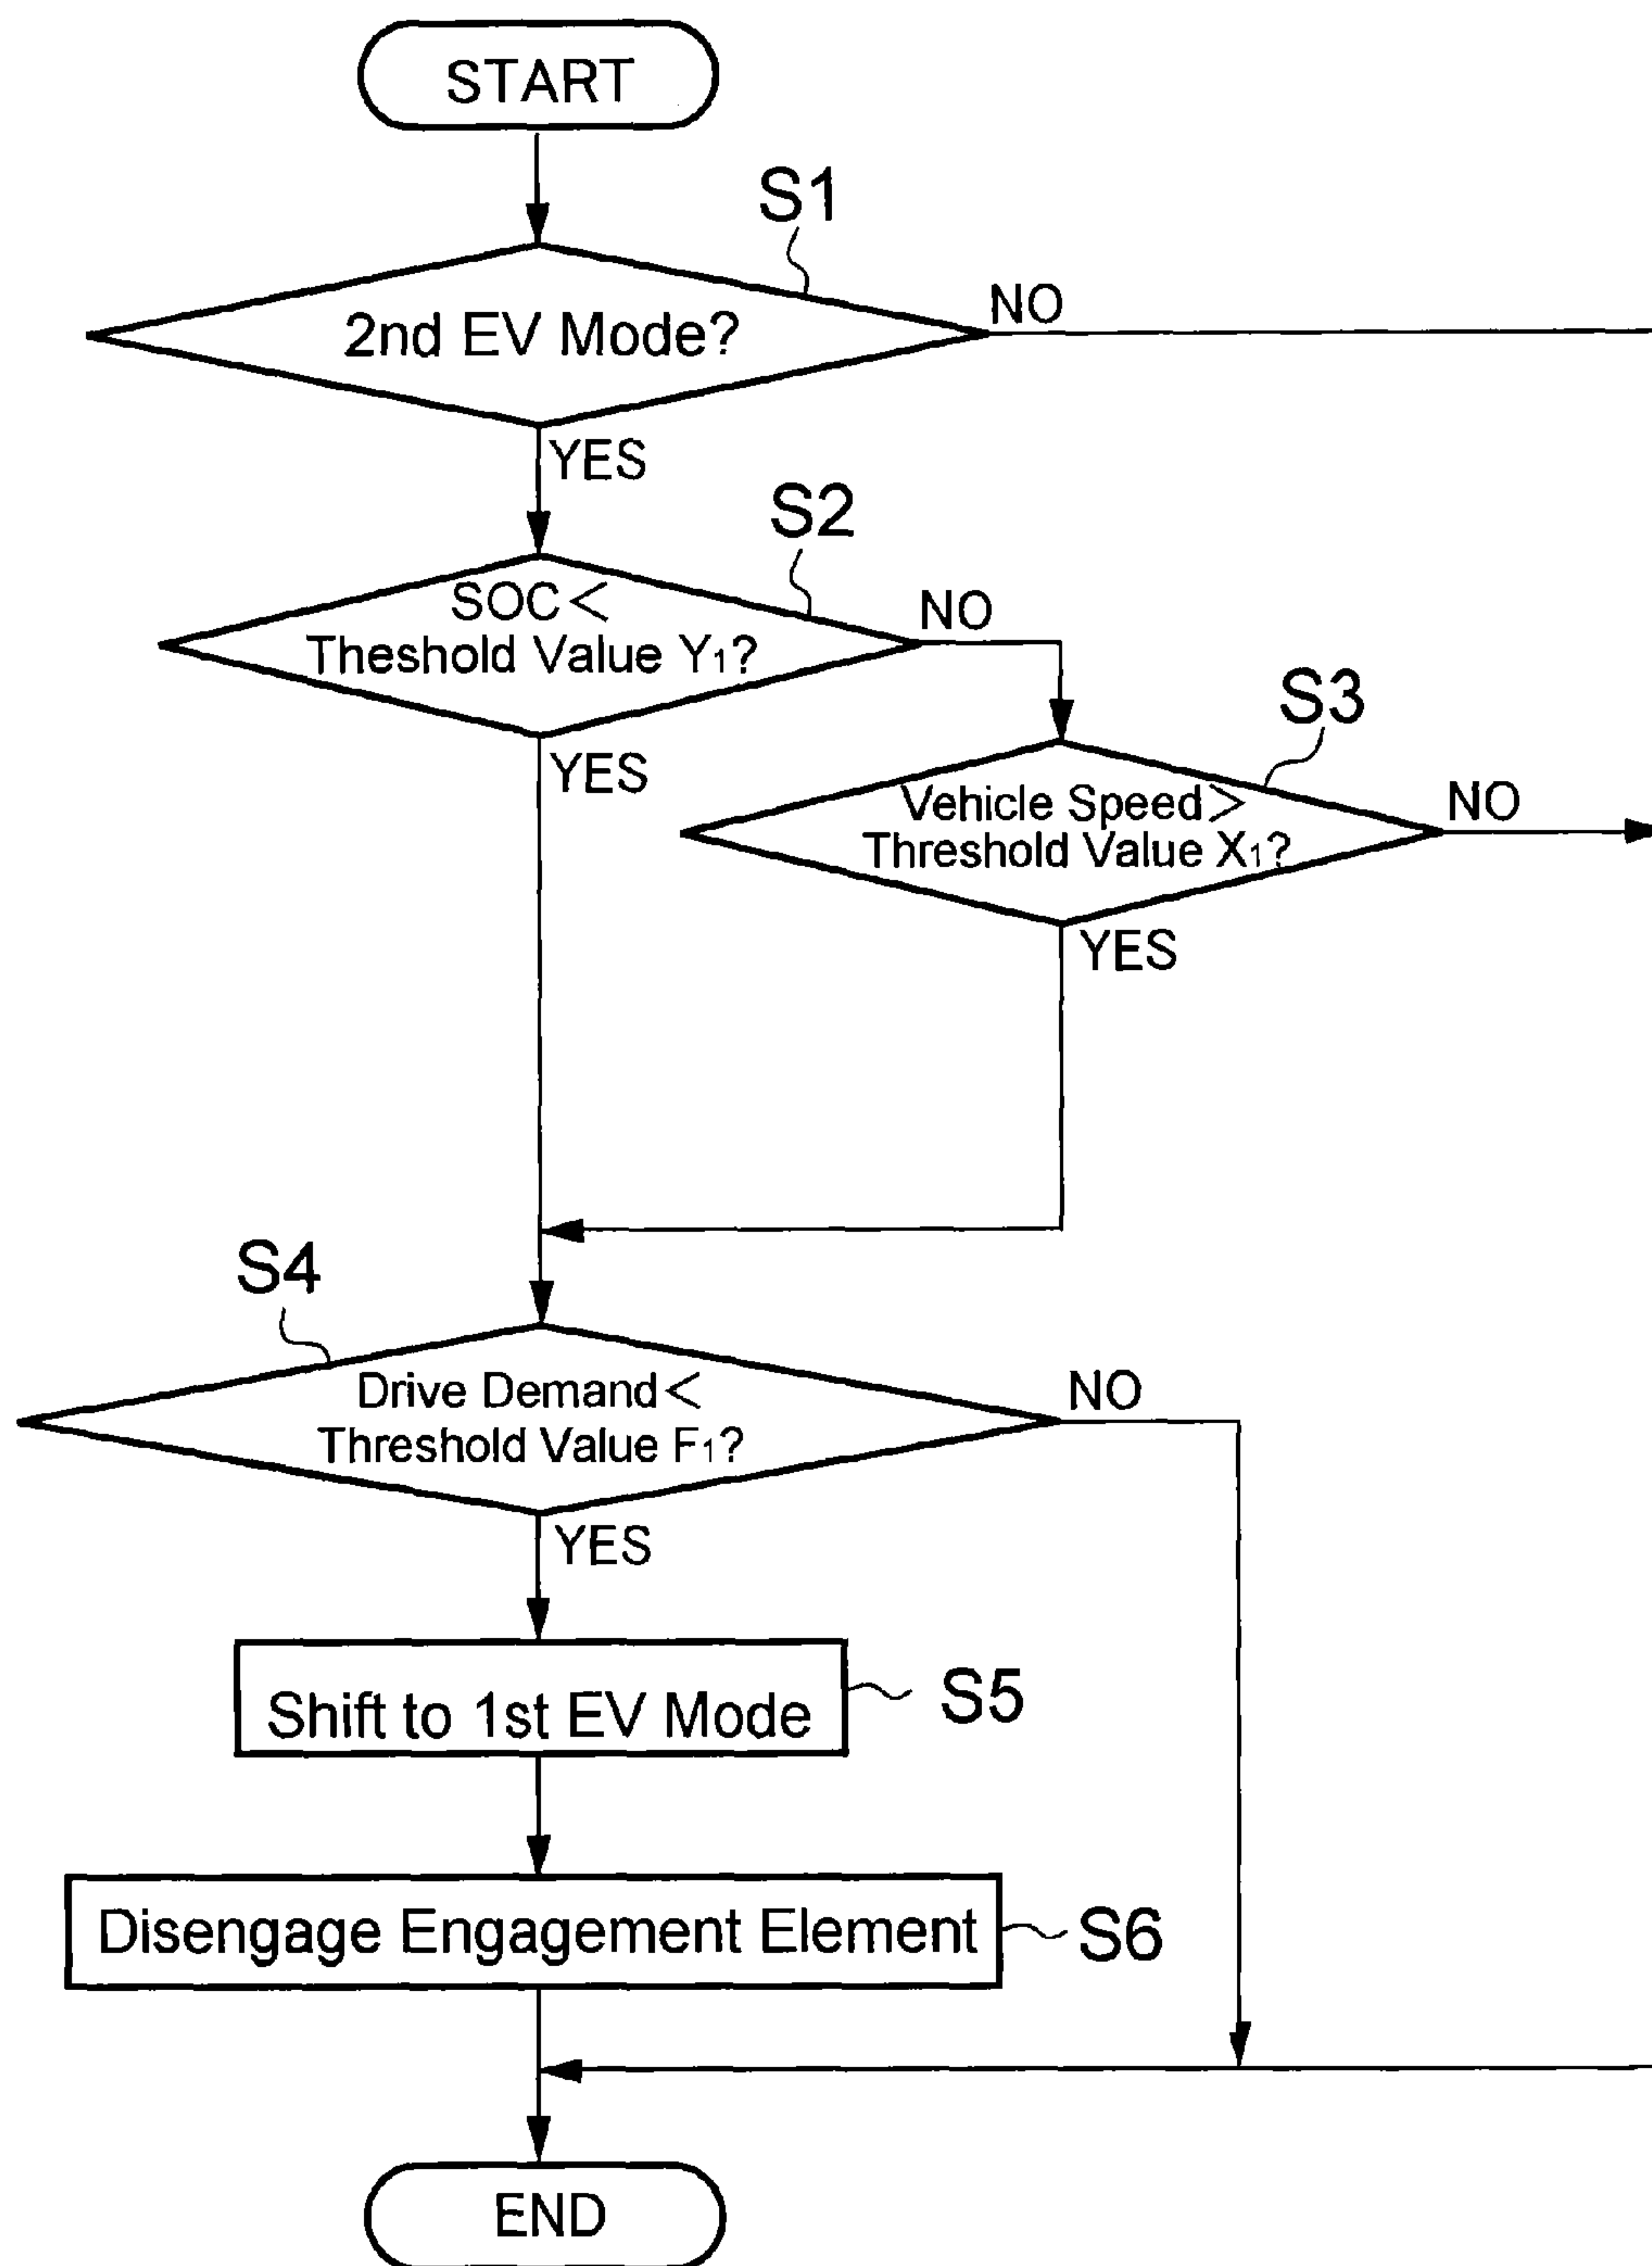 START
S1
2nd EV Mode?
NO
YES
S2
SOC<
Theshold Value Y₁?
NO
YES
S3
Vehicle Speed>
Threshold Value X₁?
NO
YES
S4
Drive Demand<
Threshold Value F₁?
NO
YES
Shift to 1st EV Mode
S5
Disengage Engagement Element
S6
END